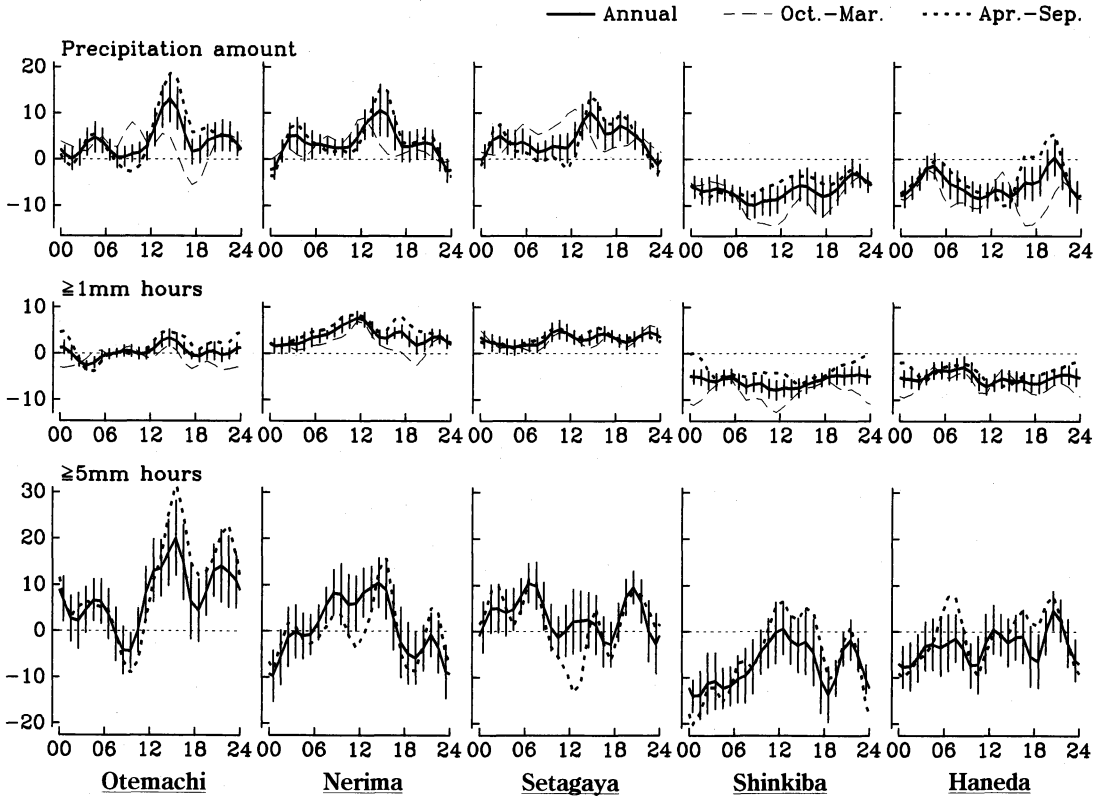 Annual Oct.-Mar. Apr.-Sep.
Precipitation amount
20
10
0
-10
00 06 12 18 24 00 06 12 18 24 00 06 12 18 24 00 06 12 18 24 00 06 12 18 24
≧1mm hours
10
0
-10
00 06 12 18 24 00 06 12 18 24 00 06 12 18 24 00 06 12 18 24 00 06 12 18 24
≧5mm hours
30
20
10
0
-10
-20
00 06 12 18 24 00 06 12 18 24 00 06 12 18 24 00 06 12 18 24 00 06 12 18 24
Otemachi Nerima Setagaya Shinkiba Haneda